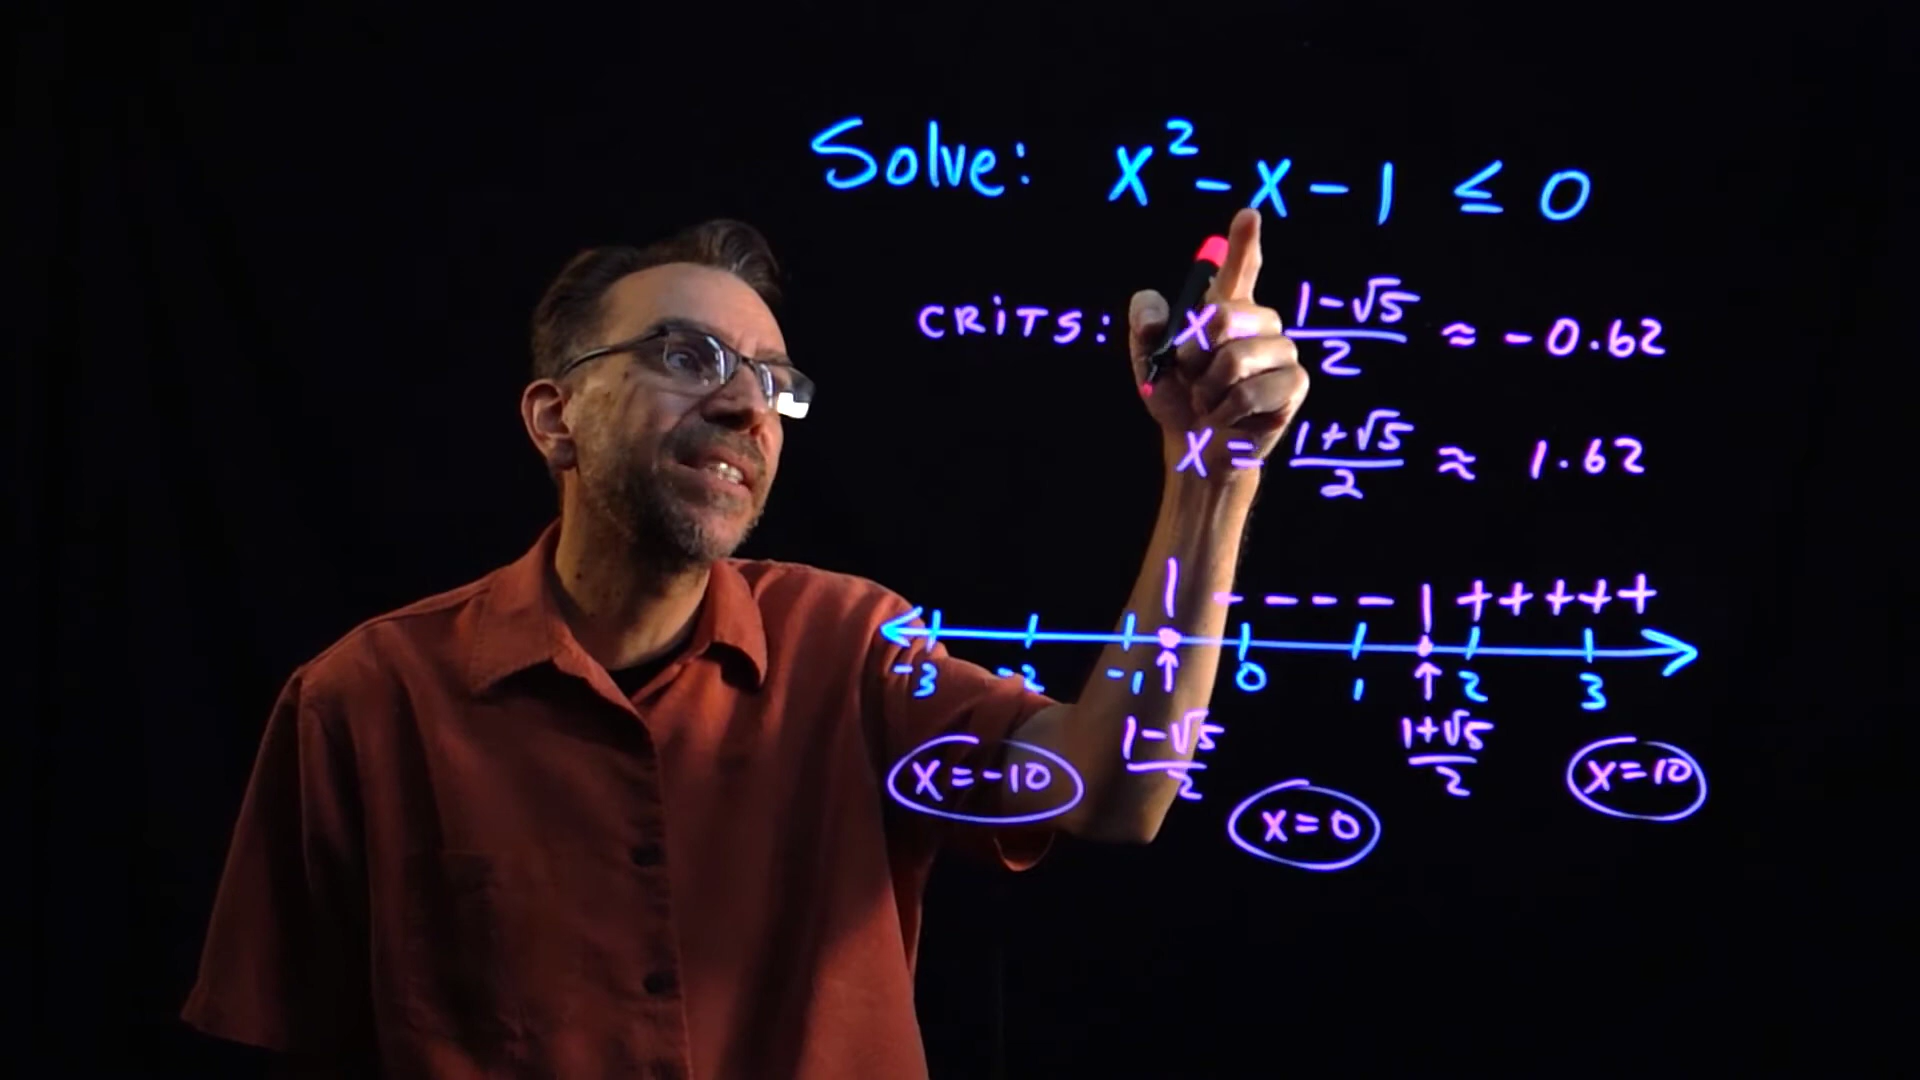 Solve: x² - x - 1 ≤ 0
CRITS: x = (1-√5)/2 ≈ -0.62
x = (1+√5)/2 ≈ 1.62
| - - - - | + + + + +
-3 -2 -1 0 1 2 3
(1-√5)/2 (1+√5)/2
x=-10 x=0 x=10